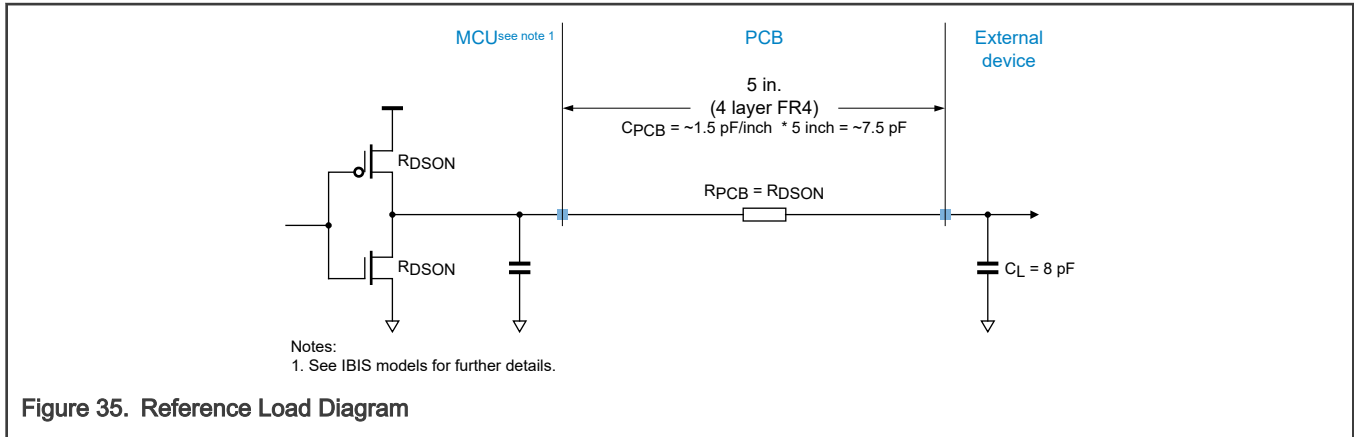 MCU see note 1
PCB
External
device
5 in.
(4 layer FR4)
CPCB = ~1.5 pF/inch * 5 inch = ~7.5 pF
RDSON
RPCB = RDSON
RDSON
CL = 8 pF
Notes:
1. See IBIS models for further details.
Figure 35. Reference Load Diagram